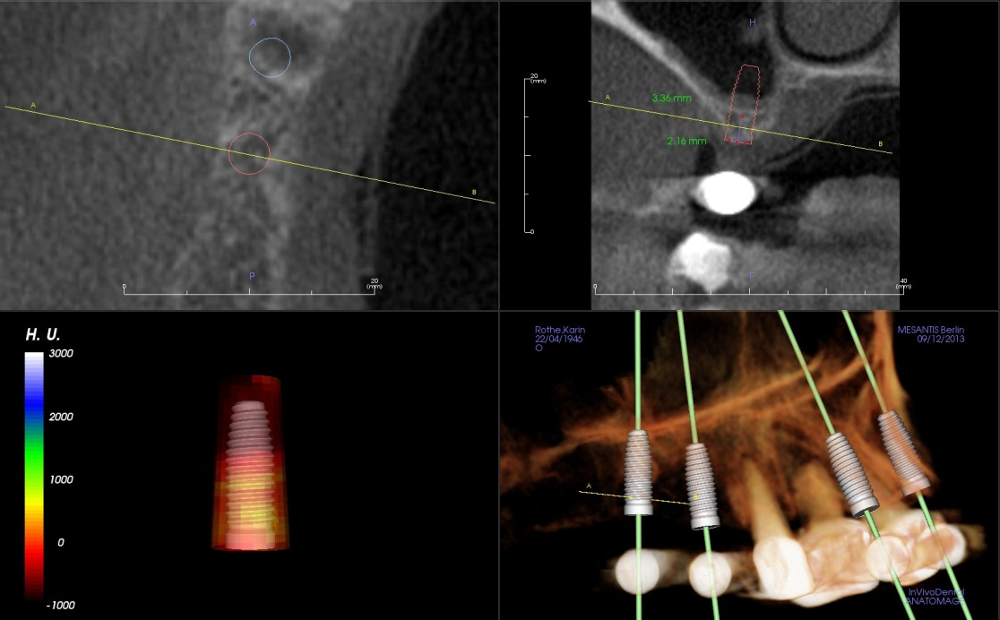 A
A
B
P
0
20
(mm)
H
20
(mm)
3.36 mm
A
2.16 mm
B
0
F
0
40
(mm)
H. U.
3000
2000
1000
0
-1000
Rothe,Karin
22/04/1946
O
MESANTIS Berlin
09/12/2013
A
B
InVivoDental
ANATOMAGE